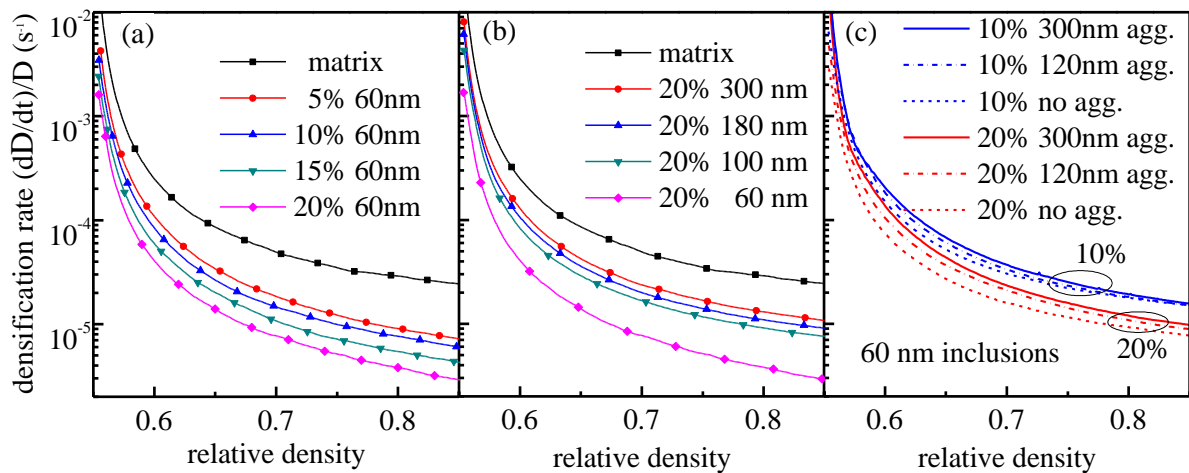 densification rate (dD/dt)/D (s⁻¹)
10⁻²
10⁻³
10⁻⁴
10⁻⁵
(a)
matrix
5% 60nm
10% 60nm
15% 60nm
20% 60nm
0.6
0.7
0.8
relative density
(b)
matrix
20% 300 nm
20% 180 nm
20% 100 nm
20% 60 nm
0.6
0.7
0.8
relative density
(c)
10% 300nm agg.
10% 120nm agg.
10% no agg.
20% 300nm agg.
20% 120nm agg.
20% no agg.
10%
20%
60 nm inclusions
0.6
0.7
0.8
relative density